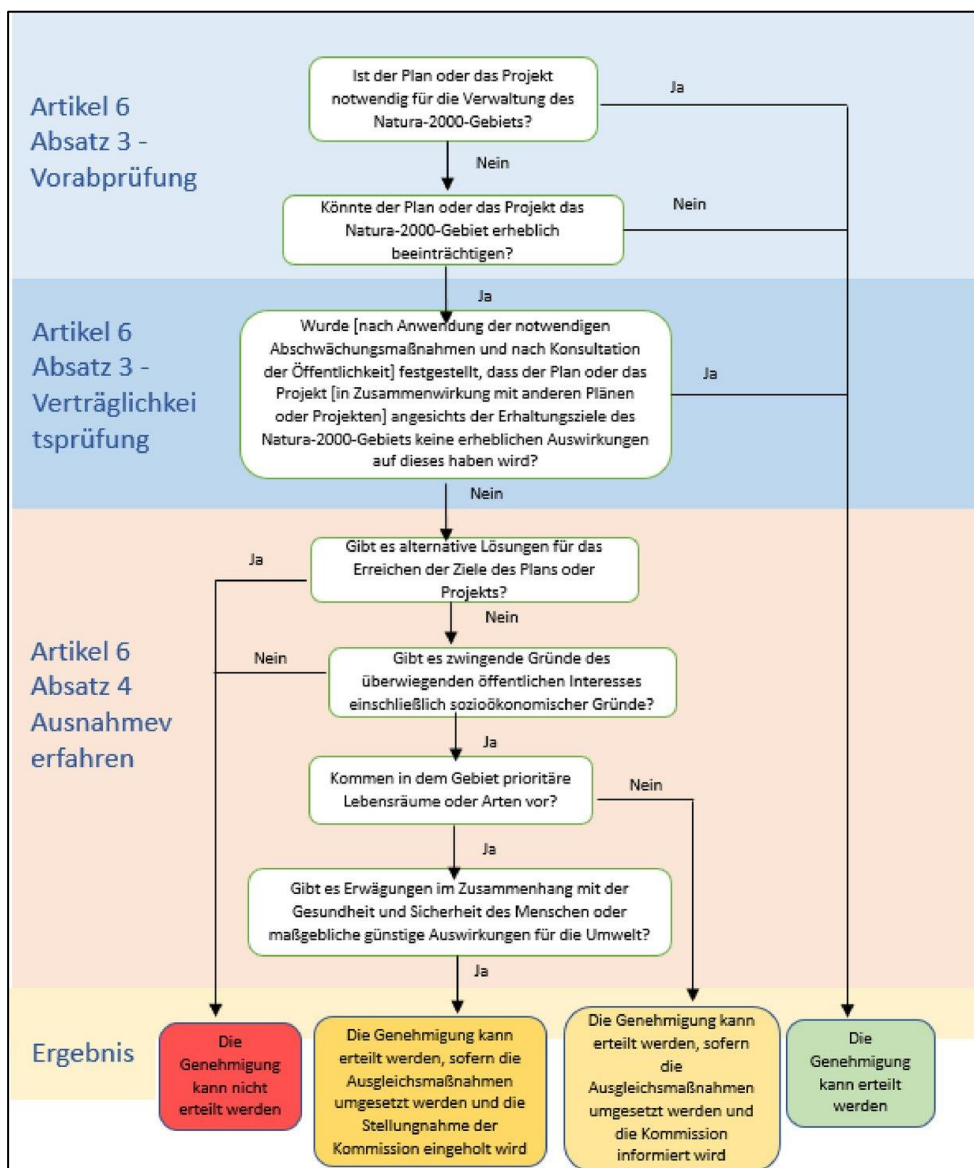 Artikel 6
Absatz 3 -
Vorabprüfung
Ist der Plan oder das Projekt
notwendig für die Verwaltung des
Natura-2000-Gebiets?
Ja
Nein
Könnte der Plan oder das Projekt das
Natura-2000-Gebiet erheblich
beeinträchtigen?
Nein
Ja
Artikel 6
Absatz 3 -
Verträglichkei
tsprüfung
Wurde [nach Anwendung der notwendigen
Abschwächungsmaßnahmen und nach Konsultation
der Öffentlichkeit] festgestellt, dass der Plan oder das
Projekt [in Zusammenwirkung mit anderen Plänen
oder Projekten] angesichts der Erhaltungsziele des
Natura-2000-Gebiets keine erheblichen Auswirkungen
auf dieses haben wird?
Ja
Nein
Artikel 6
Absatz 4
Ausnahmev
erfahren
Gibt es alternative Lösungen für das
Erreichen der Ziele des Plans oder
Projekts?
Ja
Nein
Gibt es zwingende Gründe des
überwiegenden öffentlichen Interesses
einschließlich sozioökonomischer Gründe?
Nein
Ja
Kommen in dem Gebiet prioritäre
Lebensräume oder Arten vor?
Nein
Ja
Gibt es Erwägungen im Zusammenhang mit der
Gesundheit und Sicherheit des Menschen oder
maßgebliche günstige Auswirkungen für die Umwelt?
Ja
Ergebnis
Die
Genehmigung
kann nicht
erteilt werden
Die Genehmigung kann
erteilt werden, sofern die
Ausgleichsmaßnahmen
umgesetzt werden und die
Stellungnahme der
Kommission eingeholt wird
Die Genehmigung kann
erteilt werden, sofern
die
Ausgleichsmaßnahmen
umgesetzt werden und
die Kommission
informiert wird
Die
Genehmigung
kann erteilt
werden